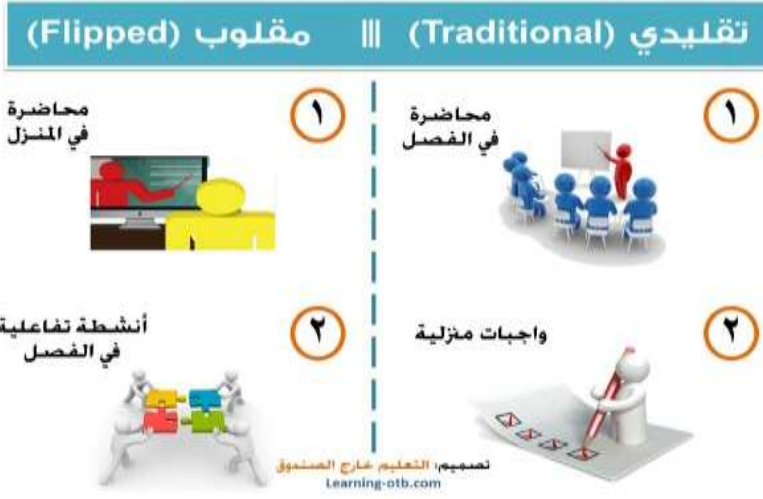 تقليدي (Traditional) ||| مقلوب (Flipped)
١
محاضرة
في الفصل
٢
واجبات منزلية
١
محاضرة
في المنزل
٢
أنشطة تفاعلية
في الفصل
تصميم: التعليم خارج الصندوق
Learning-otb.com